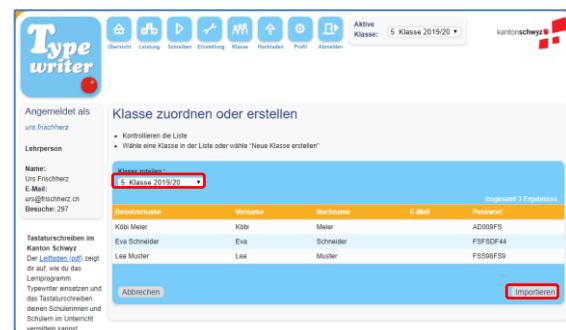 Type
writer
Übersicht Leistung Schreiben Einstellung Klasse Hochladen Profil Abmelden
Aktive
Klasse: 5. Klasse 2019/20
kantonschwyz
Angemeldet als
urs.frischherz
Lehrperson
Name:
Urs Frischherz
E-Mail:
urs@frischherz.ch
Besuche: 297
Tastaturschreiben im
Kanton Schwyz
Der Leitfaden (pdf) zeigt
dir auf, wie du das
Lernprogramm
Typewriter einsetzen und
das Tastaturschreiben
deinen Schülerinnen und
Schülern im Unterricht
vermitteln kannst.
Klasse zuordnen oder erstellen
• Kontrollieren die Liste
• Wähle eine Klasse in der Liste oder wähle "Neue Klasse erstellen"
Klasse zuteilen:*
5. Klasse 2019/20
Insgesamt 3 Ergebnisse
Benutzername Vorname Nachname E-Mail Passwort
Köbi Meier Köbi Meier AD009FS
Eva Schneider Eva Schneider FSFSDF44
Lea Muster Lea Muster FSS98FS9
Abbrechen Importieren